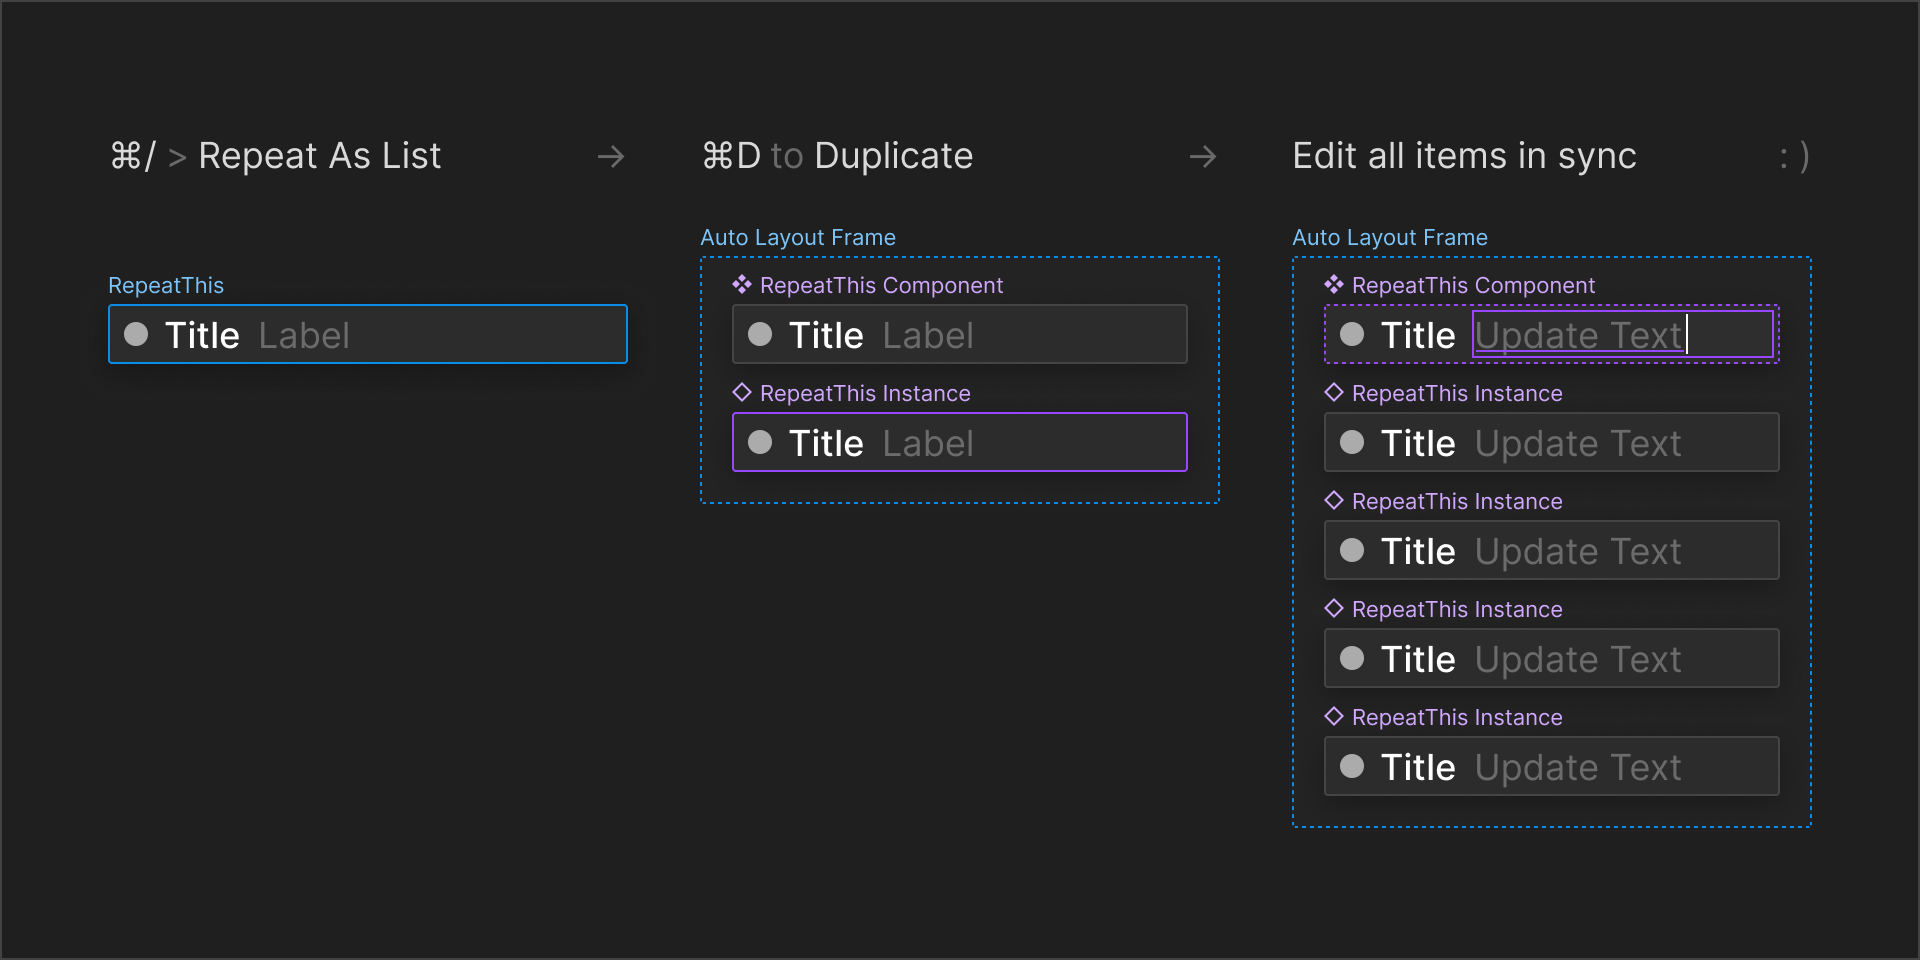 ⌘/ > Repeat As List →
RepeatThis
Title Label
⌘D to Duplicate →
Auto Layout Frame
RepeatThis Component
Title Label
RepeatThis Instance
Title Label
Edit all items in sync : )
Auto Layout Frame
RepeatThis Component
Title Update Text
RepeatThis Instance
Title Update Text
RepeatThis Instance
Title Update Text
RepeatThis Instance
Title Update Text
RepeatThis Instance
Title Update Text